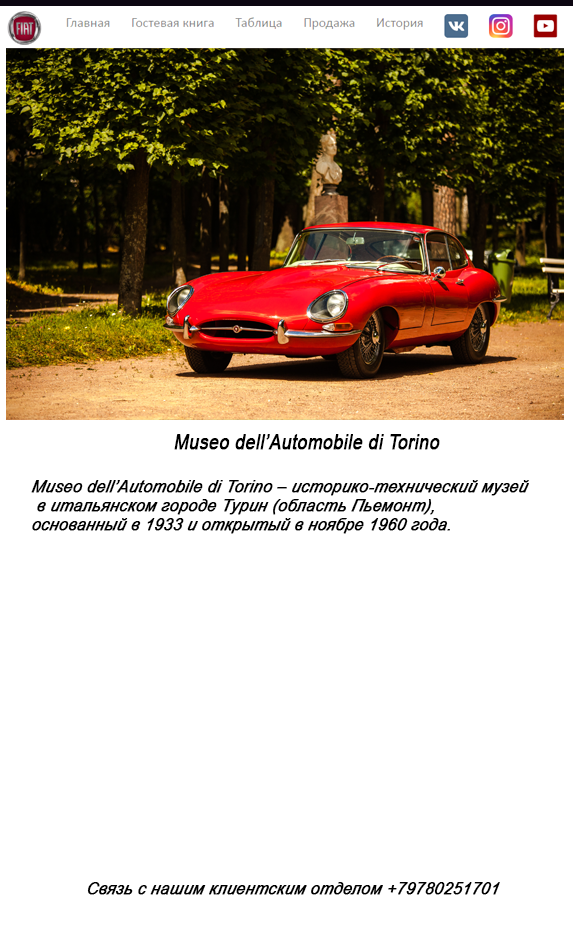 FIAT
Главная Гостевая книга Таблица Продажа История
Museo dell'Automobile di Torino
Museo dell'Automobile di Torino – историко-технический музей
в итальянском городе Турин (область Пьемонт),
основанный в 1933 и открытый в ноябре 1960 года.
Связь с нашим клиентским отделом +79780251701